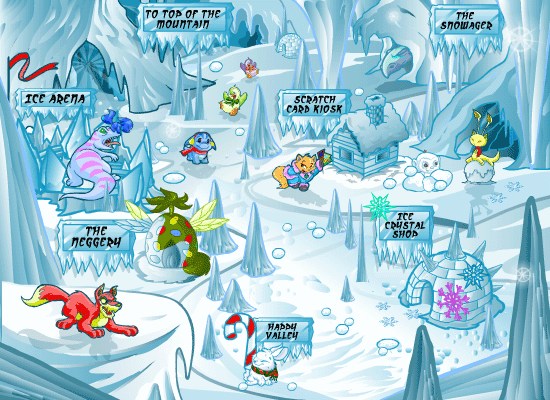 TO TOP OF THE
MOUNTAIN
THE
SNOWAGER
ICE ARENA
SCRATCH
CARD KIOSK
THE
NEGGERY
ICE
CRYSTAL
SHOP
HAPPY
VALLEY